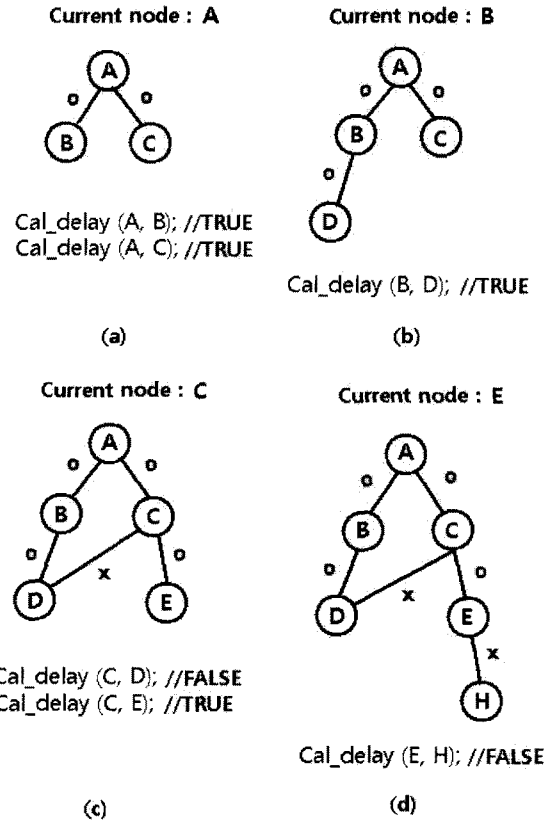 Current node : A
A
o o
B C
Cal_delay (A, B); //TRUE
Cal_delay (A, C); //TRUE
(a)
Current node : B
A
o o
B C
o
D
Cal_delay (B, D); //TRUE
(b)
Current node : C
A
o o
B C
o x o
D E
Cal_delay (C, D); //FALSE
Cal_delay (C, E); //TRUE
(c)
Current node : E
A
o o
B C
o x o
D E
x
H
Cal_delay (E, H); //FALSE
(d)